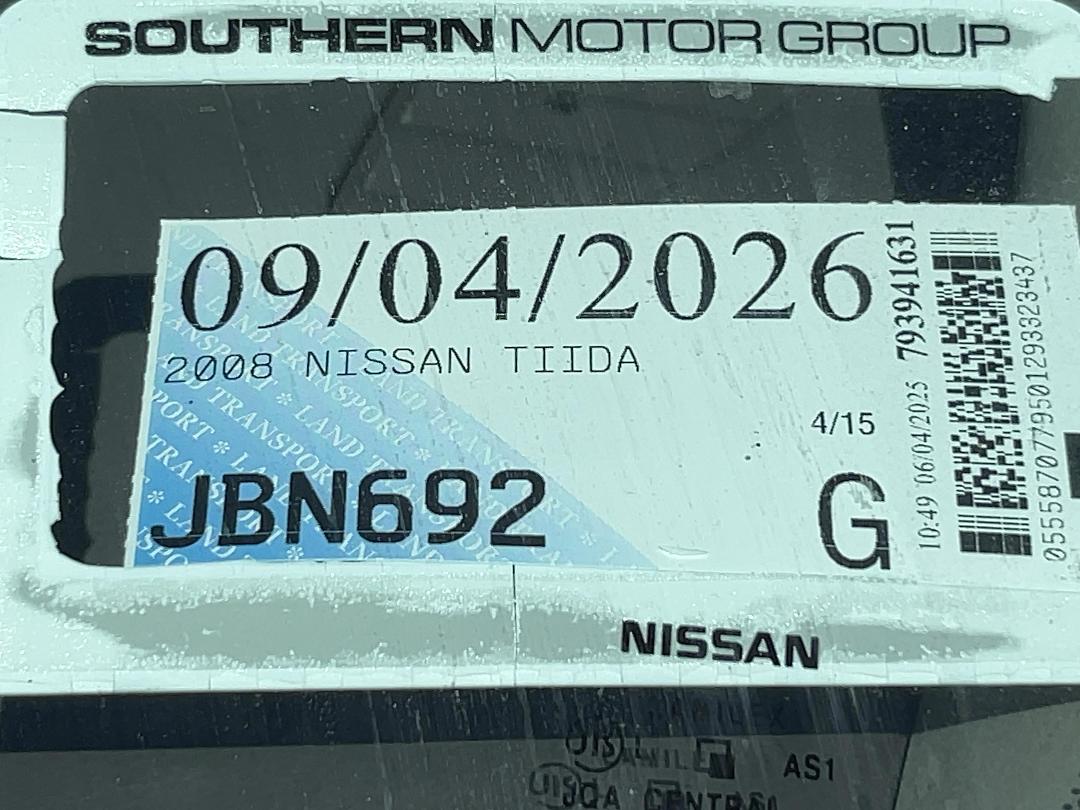 SOUTHERN MOTOR GROUP
09/04/2026
2008 NISSAN TIIDA
4/15
JBN692
G
10:49 06/04/2025 793941631
05558707795012933323437
NISSAN
AS1
CENTRAL